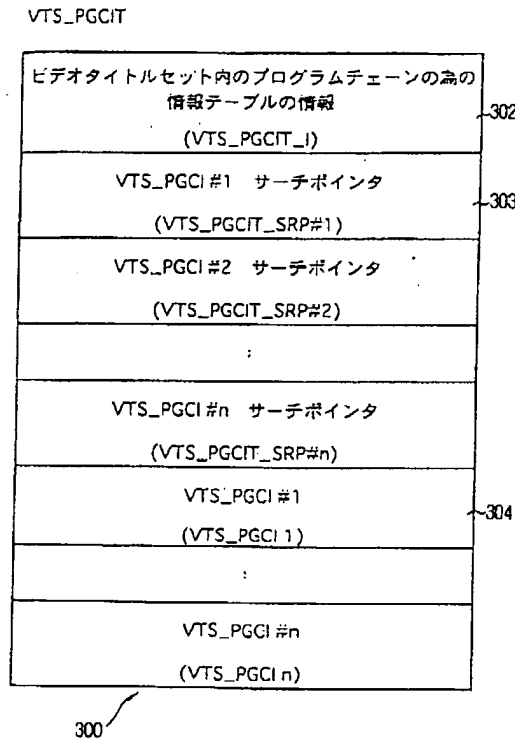 VTS_PGCIT
ビデオタイトルセット内のプログラムチェーンの為の
情報テーブルの情報
(VTS_PGCIT_I)
302
VTS_PGCI #1 サーチポインタ
(VTS_PGCIT_SRP#1)
303
VTS_PGCI #2 サーチポインタ
(VTS_PGCIT_SRP#2)
:
VTS_PGCI #n サーチポインタ
(VTS_PGCIT_SRP#n)
VTS_PGCI #1
(VTS_PGCI 1)
304
:
VTS_PGCI #n
(VTS_PGCI n)
300